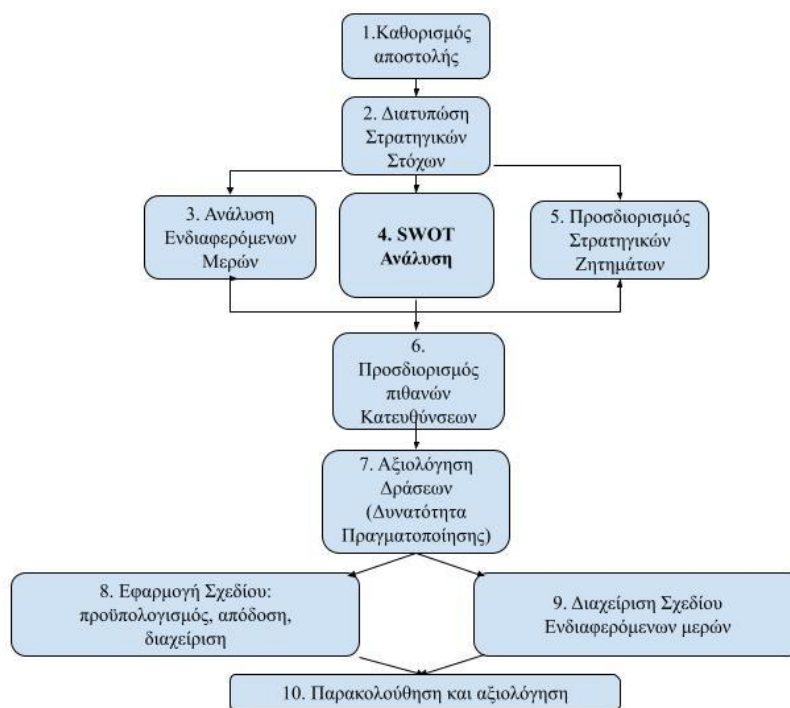 1.Καθορισμός
αποστολής
2. Διατυπώση
Στρατηγικών
Στόχων
3. Ανάλυση
Ενδιαφερόμενων
Μερών
4. SWOT
Ανάλυση
5. Προσδιορισμός
Στρατηγικών
Ζητημάτων
6.
Προσδιορισμός
πιθανών
Κατευθύνσεων
7. Αξιολόγηση
Δράσεων
(Δυνατότητα
Πραγματοποίησης)
8. Εφαρμογή Σχεδίου:
προϋπολογισμός, απόδοση,
διαχείριση
9. Διαχείριση Σχεδίου
Ενδιαφερόμενων μερών
10. Παρακολούθηση και αξιολόγηση